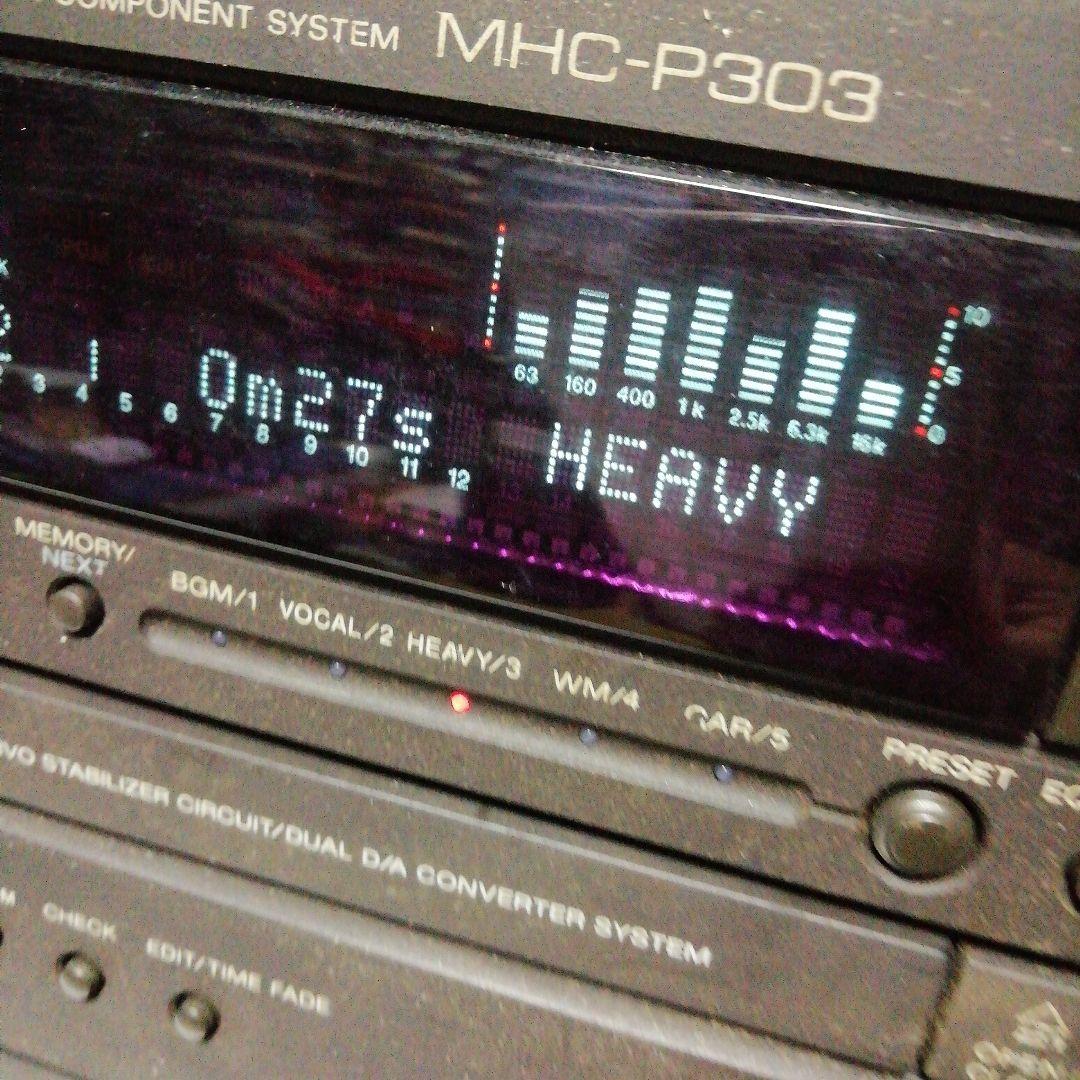 COMPONENT SYSTEM MHC-P303
10
5
0
63 160 400 1k 2.5k 6.3k 16k
1 0m27s HEAVY
3 4 5 6 7 8 9 10 11 12
MEMORY/
NEXT
BGM/1 VOCAL/2 HEAVY/3 WM/4 CAR/5
PRESET
STABILIZER CIRCUIT/DUAL D/A CONVERTER SYSTEM
CHECK EDIT/TIME FADE